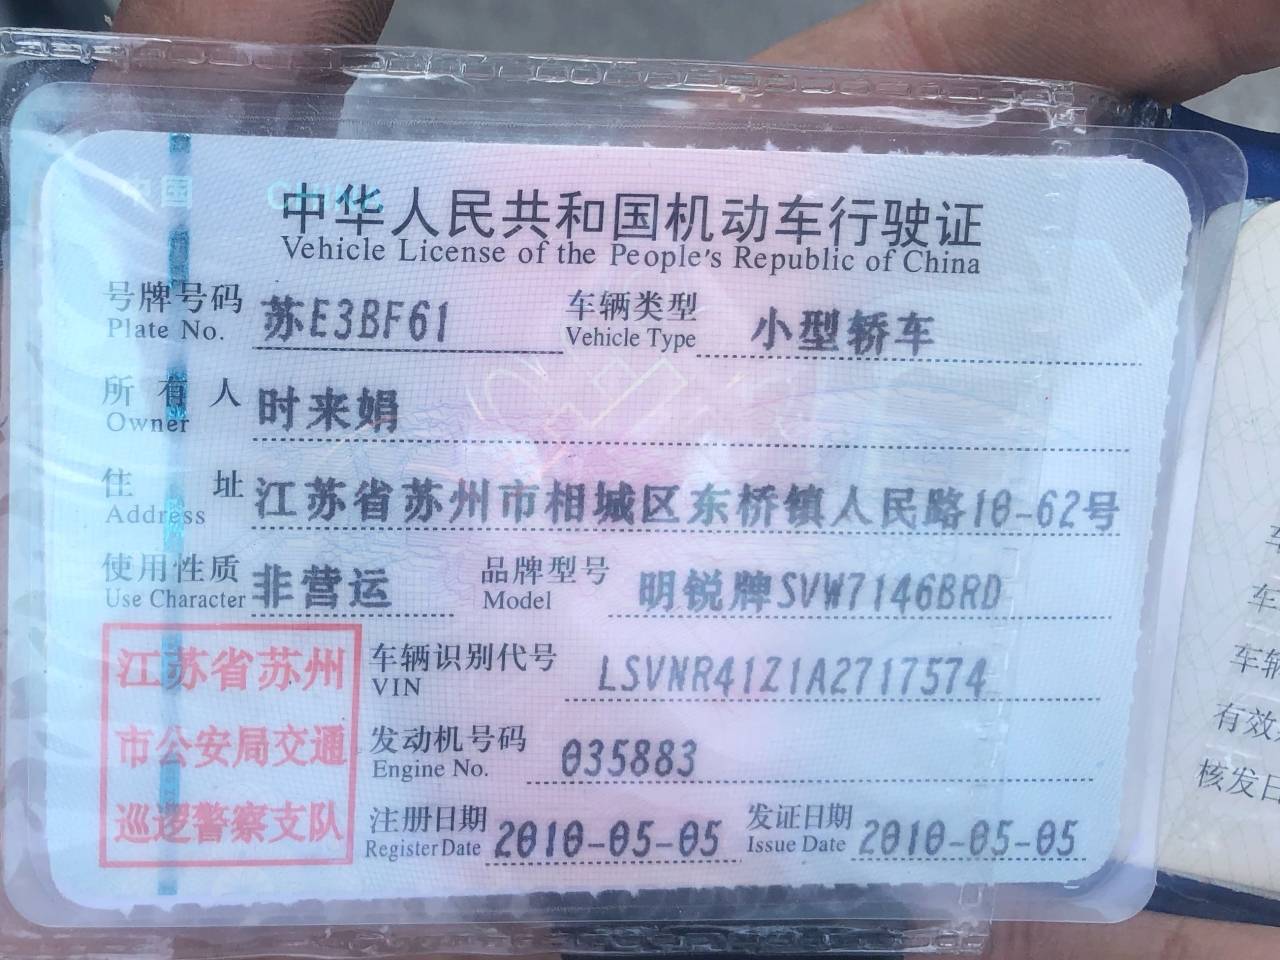 中国 CHINA
中华人民共和国机动车行驶证
Vehicle License of the People's Republic of China
号牌号码 苏E3BF61 车辆类型 小型轿车
Plate No. Vehicle Type
所有人 时来娟
Owner
住址 江苏省苏州市相城区东桥镇人民路10-62号
Address
使用性质 非营运 品牌型号 明锐牌SVW7146BRD
Use Character Model
江苏省苏州
市公安局交通
巡逻警察支队
车辆识别代号 LSVNR41Z1A2717574
VIN
发动机号码 035883
Engine No.
注册日期 2010-05-05 发证日期 2010-05-05
Register Date Issue Date
车
车辆
有效
核发日